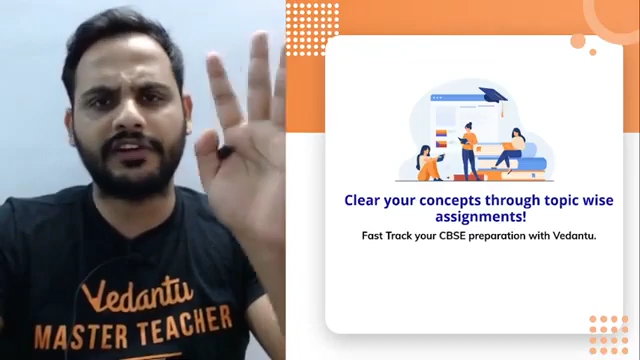 Vedantu
MASTER TEACHER
Clear your concepts through topic wise
assignments!
Fast Track your CBSE preparation with Vedantu.